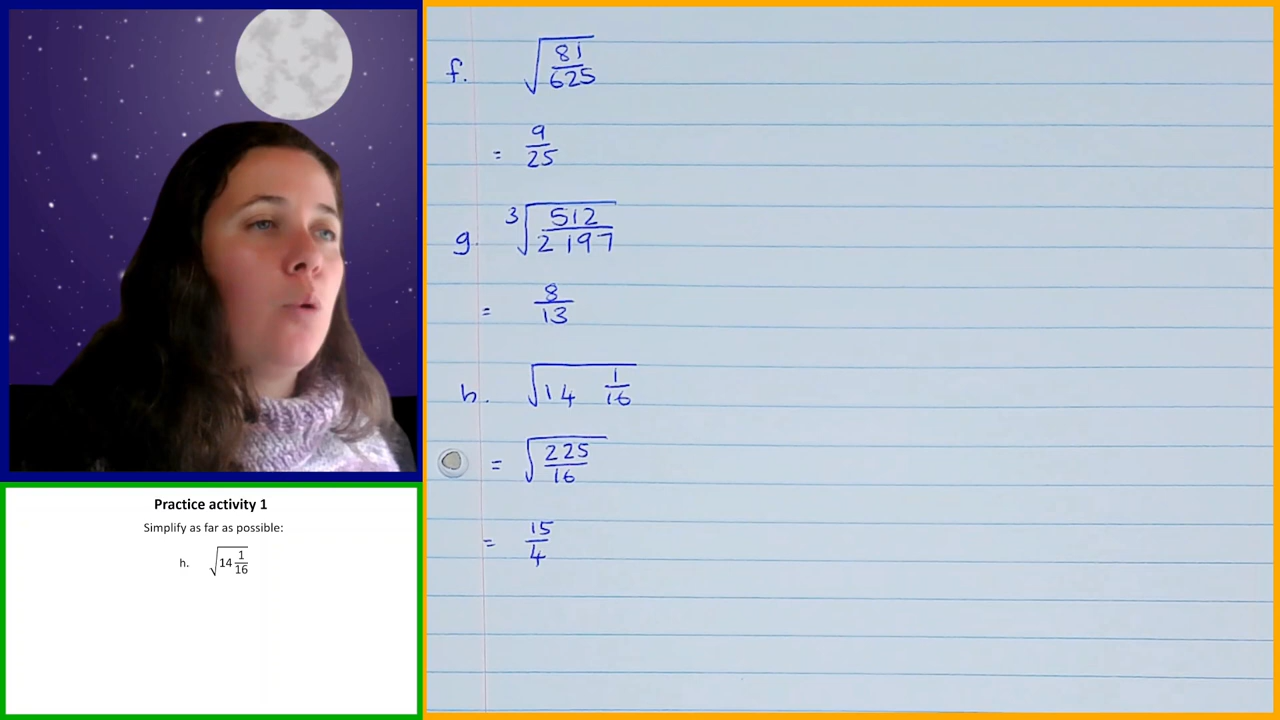 Practice activity 1
Simplify as far as possible:
h. √(14 1/16)
f. √(81/625)
= 9/25
g. ³√(512/2 197)
= 8/13
h. √(14 1/16)
= √(225/16)
= 15/4